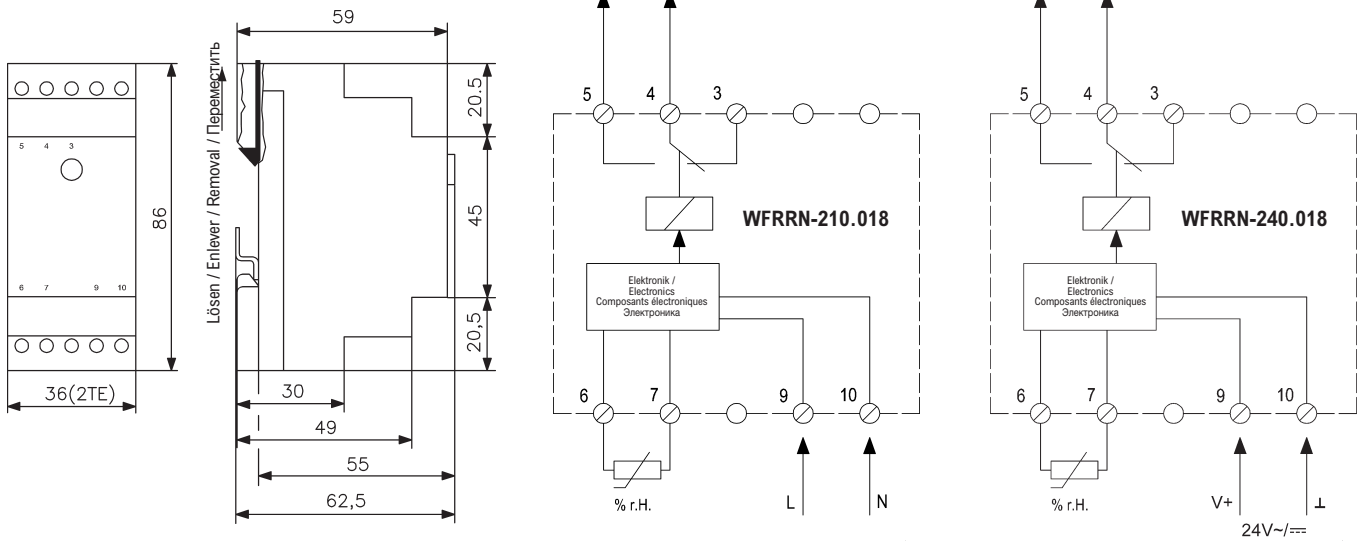 59
Lösen / Enlever / Removal / Переместить
20.5
5 4 3
86
45
6 7 9 10
20,5
36(2TE)
30
49
55
62,5
5 4 3
WFRRN-210.018
Elektronik /
Electronics
Composants électroniques
Электроника
6 7 9 10
% r.H.
L N
5 4 3
WFRRN-240.018
Elektronik /
Electronics
Composants électroniques
Электроника
6 7 9 10
% r.H.
V+ ⊥
24V~/⎓